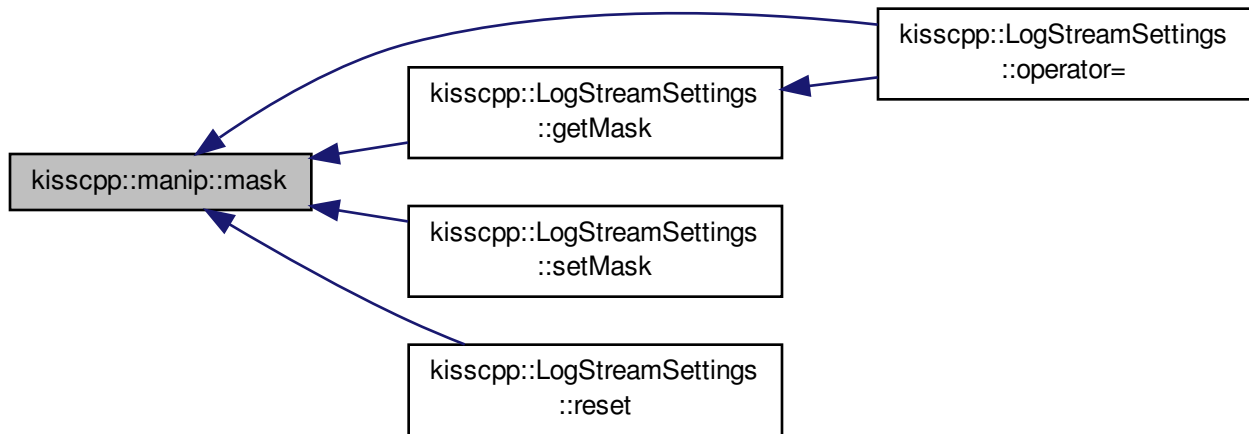 kisscpp::LogStreamSettings
::operator=
kisscpp::LogStreamSettings
::getMask
kisscpp::manip::mask
kisscpp::LogStreamSettings
::setMask
kisscpp::LogStreamSettings
::reset